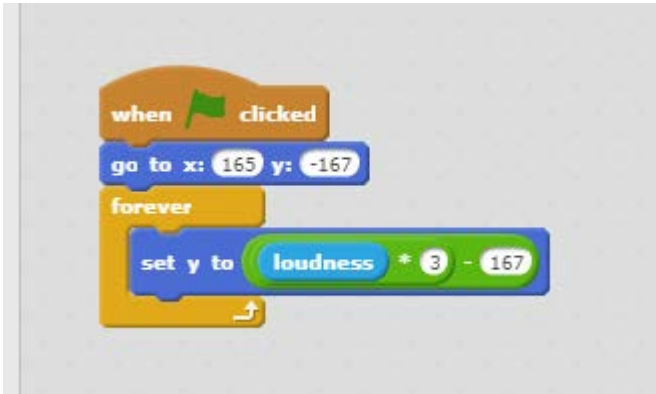 when clicked
go to x: 165 y: -167
forever
set y to loudness * 3 - 167